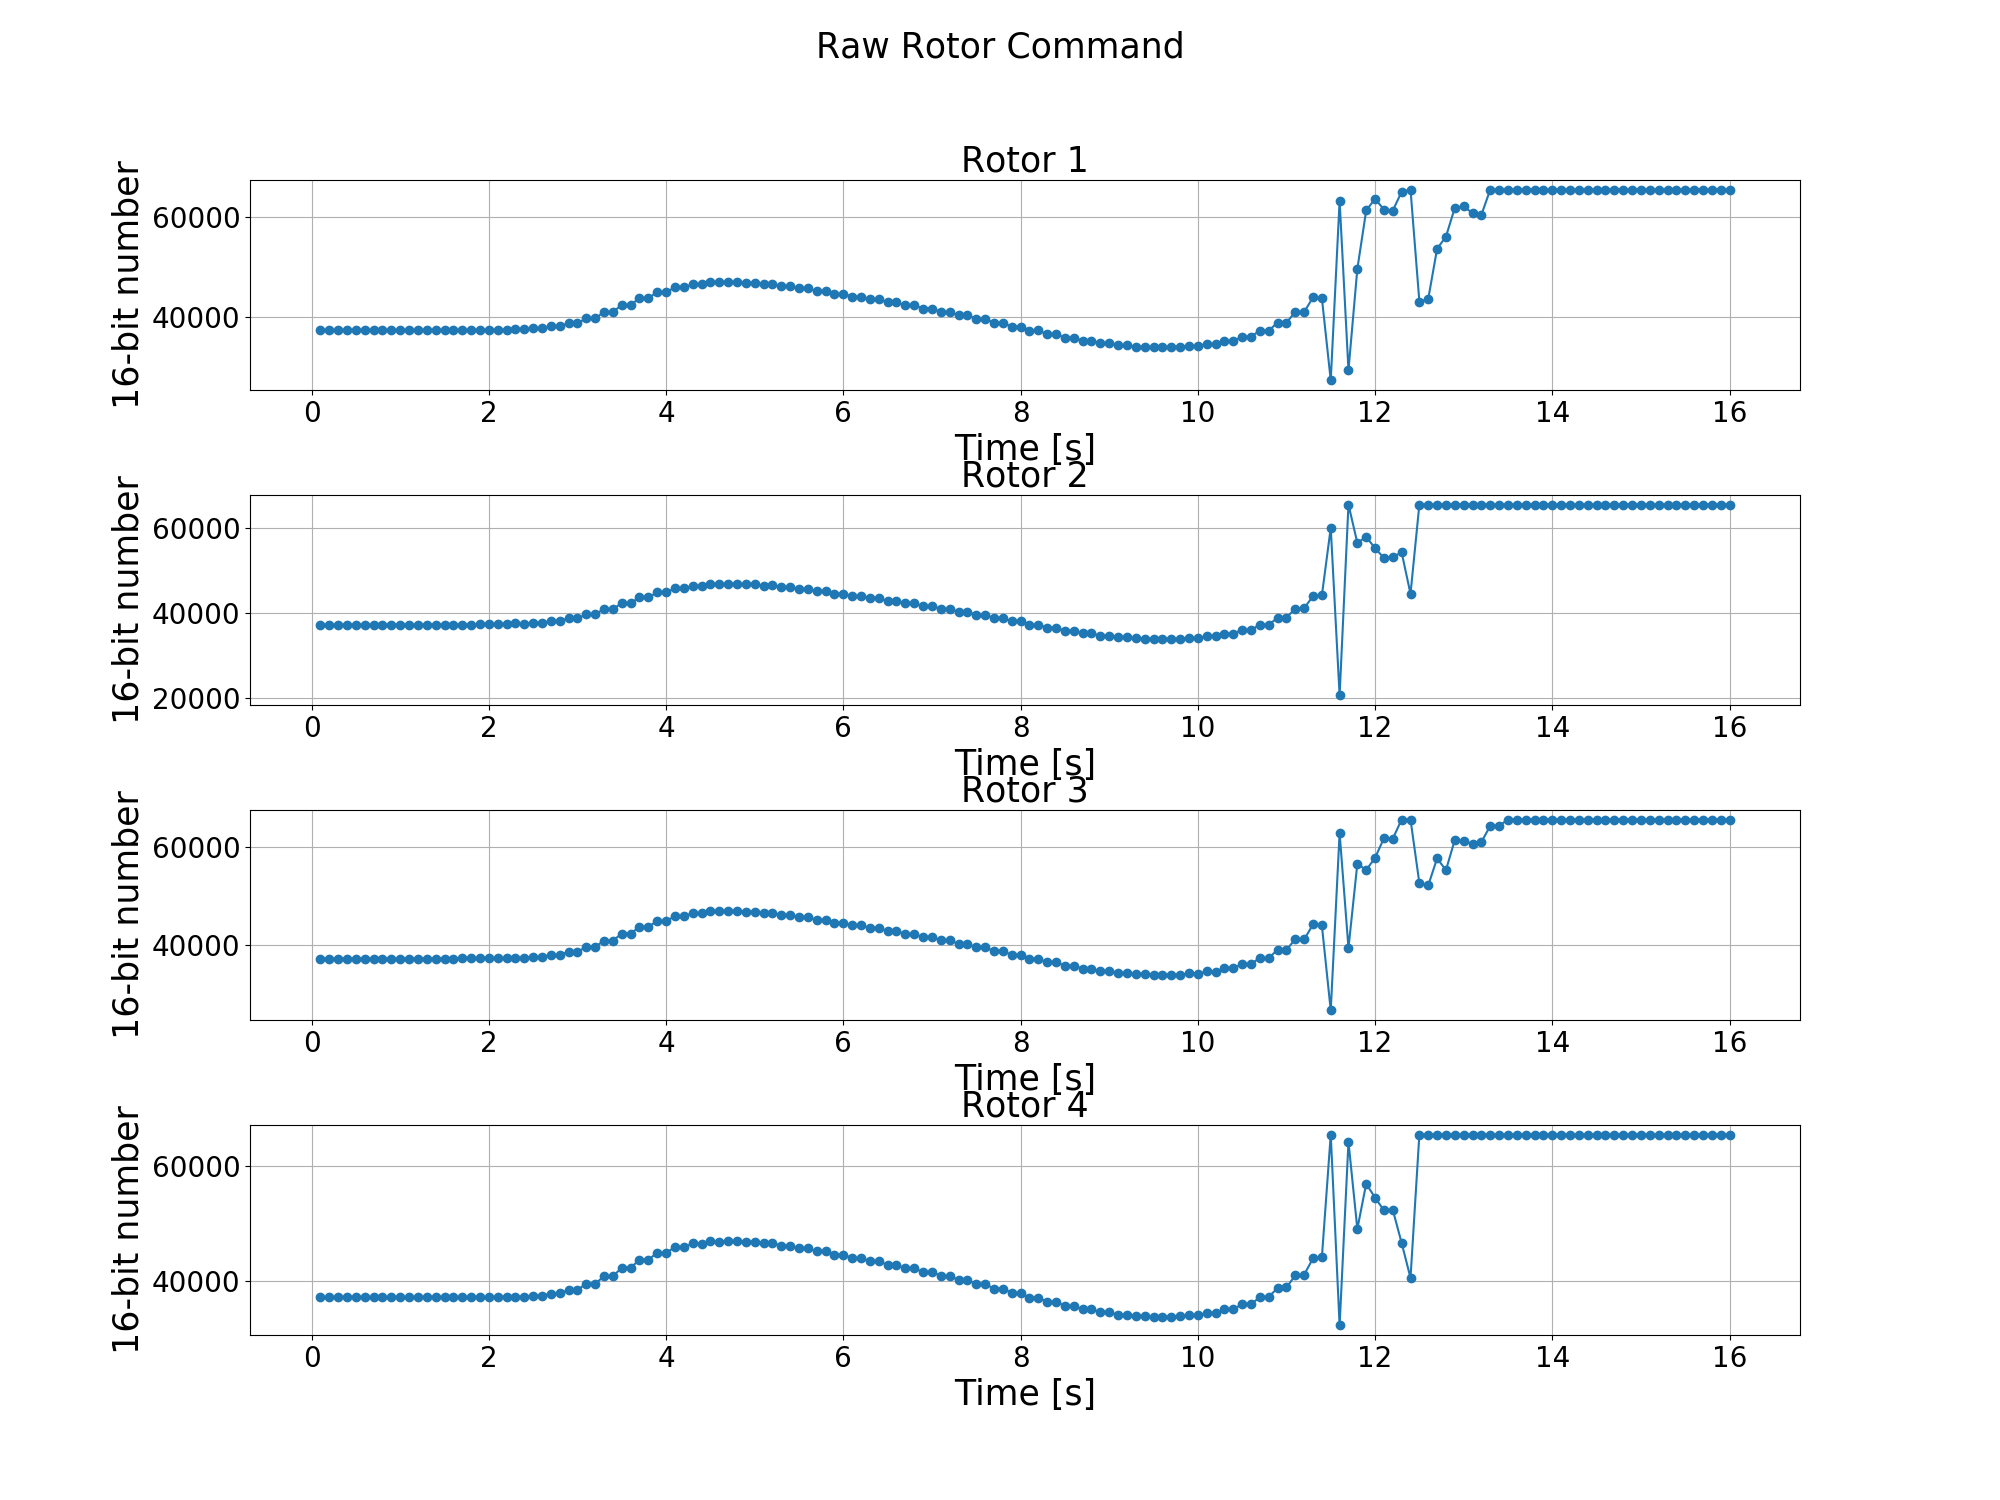 Raw Rotor Command
Rotor 1
16-bit number
60000
40000
0 2 4 6 8 10 12 14 16
Time [s]
Rotor 2
16-bit number
60000
40000
20000
0 2 4 6 8 10 12 14 16
Time [s]
Rotor 3
16-bit number
60000
40000
0 2 4 6 8 10 12 14 16
Time [s]
Rotor 4
16-bit number
60000
40000
0 2 4 6 8 10 12 14 16
Time [s]